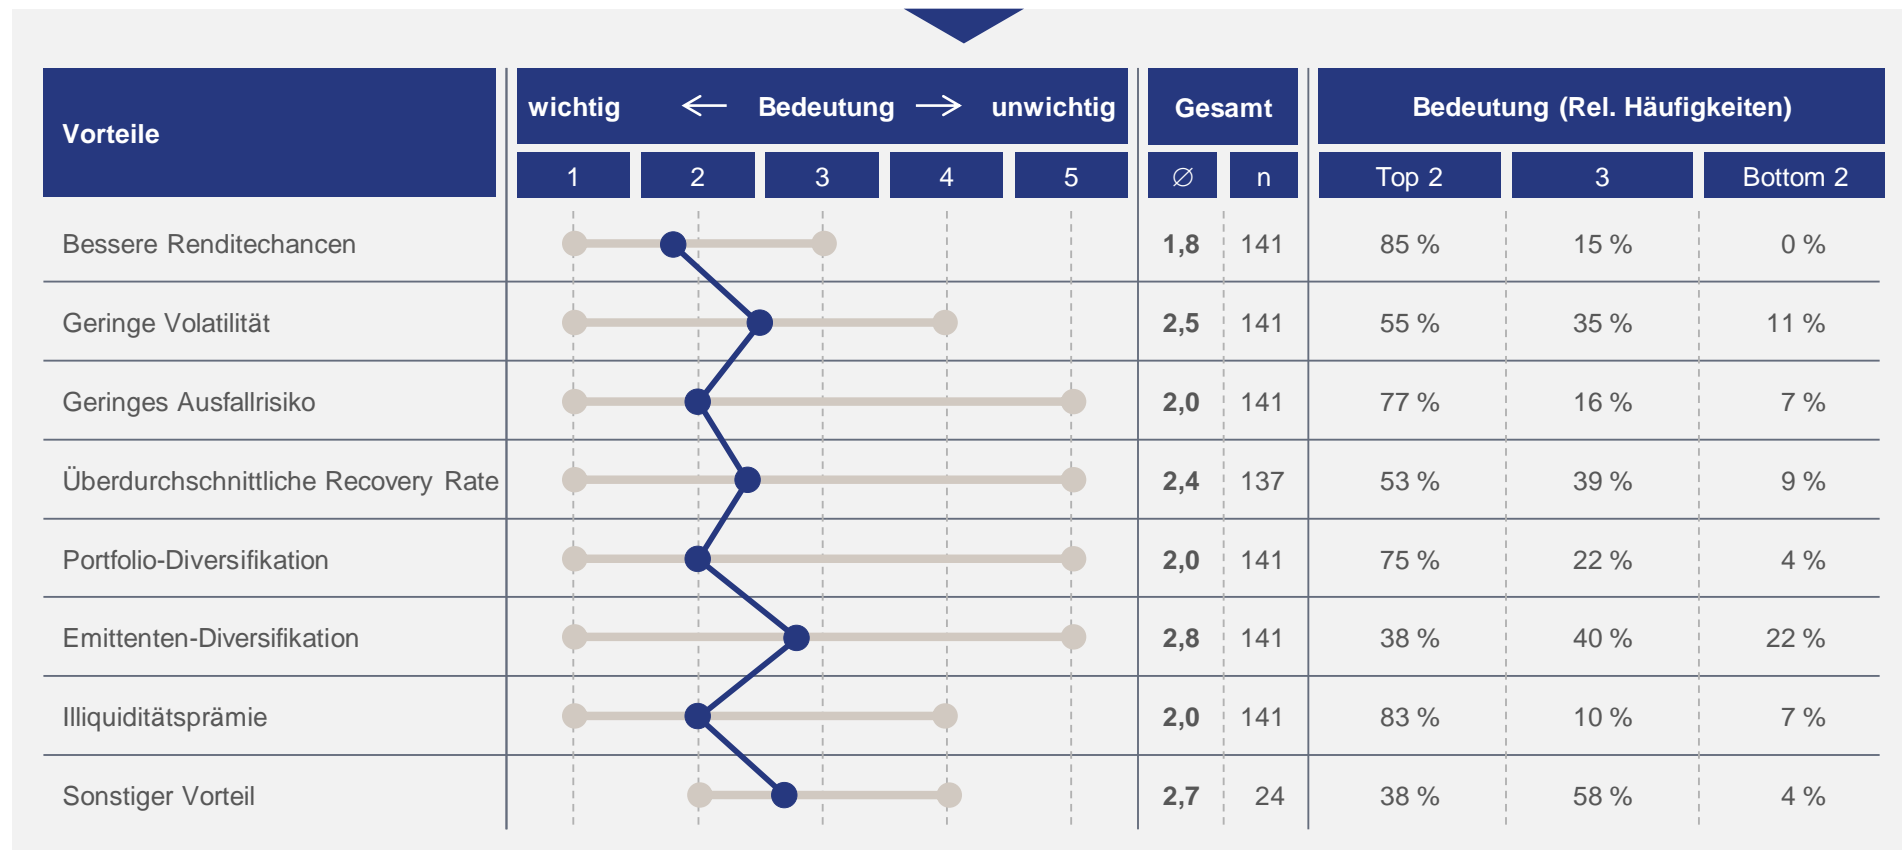 Vorteile
wichtig ← Bedeutung → unwichtig
Gesamt
Bedeutung (Rel. Häufigkeiten)
1 2 3 4 5 ∅ n Top 2 3 Bottom 2
Bessere Renditechancen 1,8 141 85 % 15 % 0 %
Geringe Volatilität 2,5 141 55 % 35 % 11 %
Geringes Ausfallrisiko 2,0 141 77 % 16 % 7 %
Überdurchschnittliche Recovery Rate 2,4 137 53 % 39 % 9 %
Portfolio-Diversifikation 2,0 141 75 % 22 % 4 %
Emittenten-Diversifikation 2,8 141 38 % 40 % 22 %
Illiquiditätsprämie 2,0 141 83 % 10 % 7 %
Sonstiger Vorteil 2,7 24 38 % 58 % 4 %